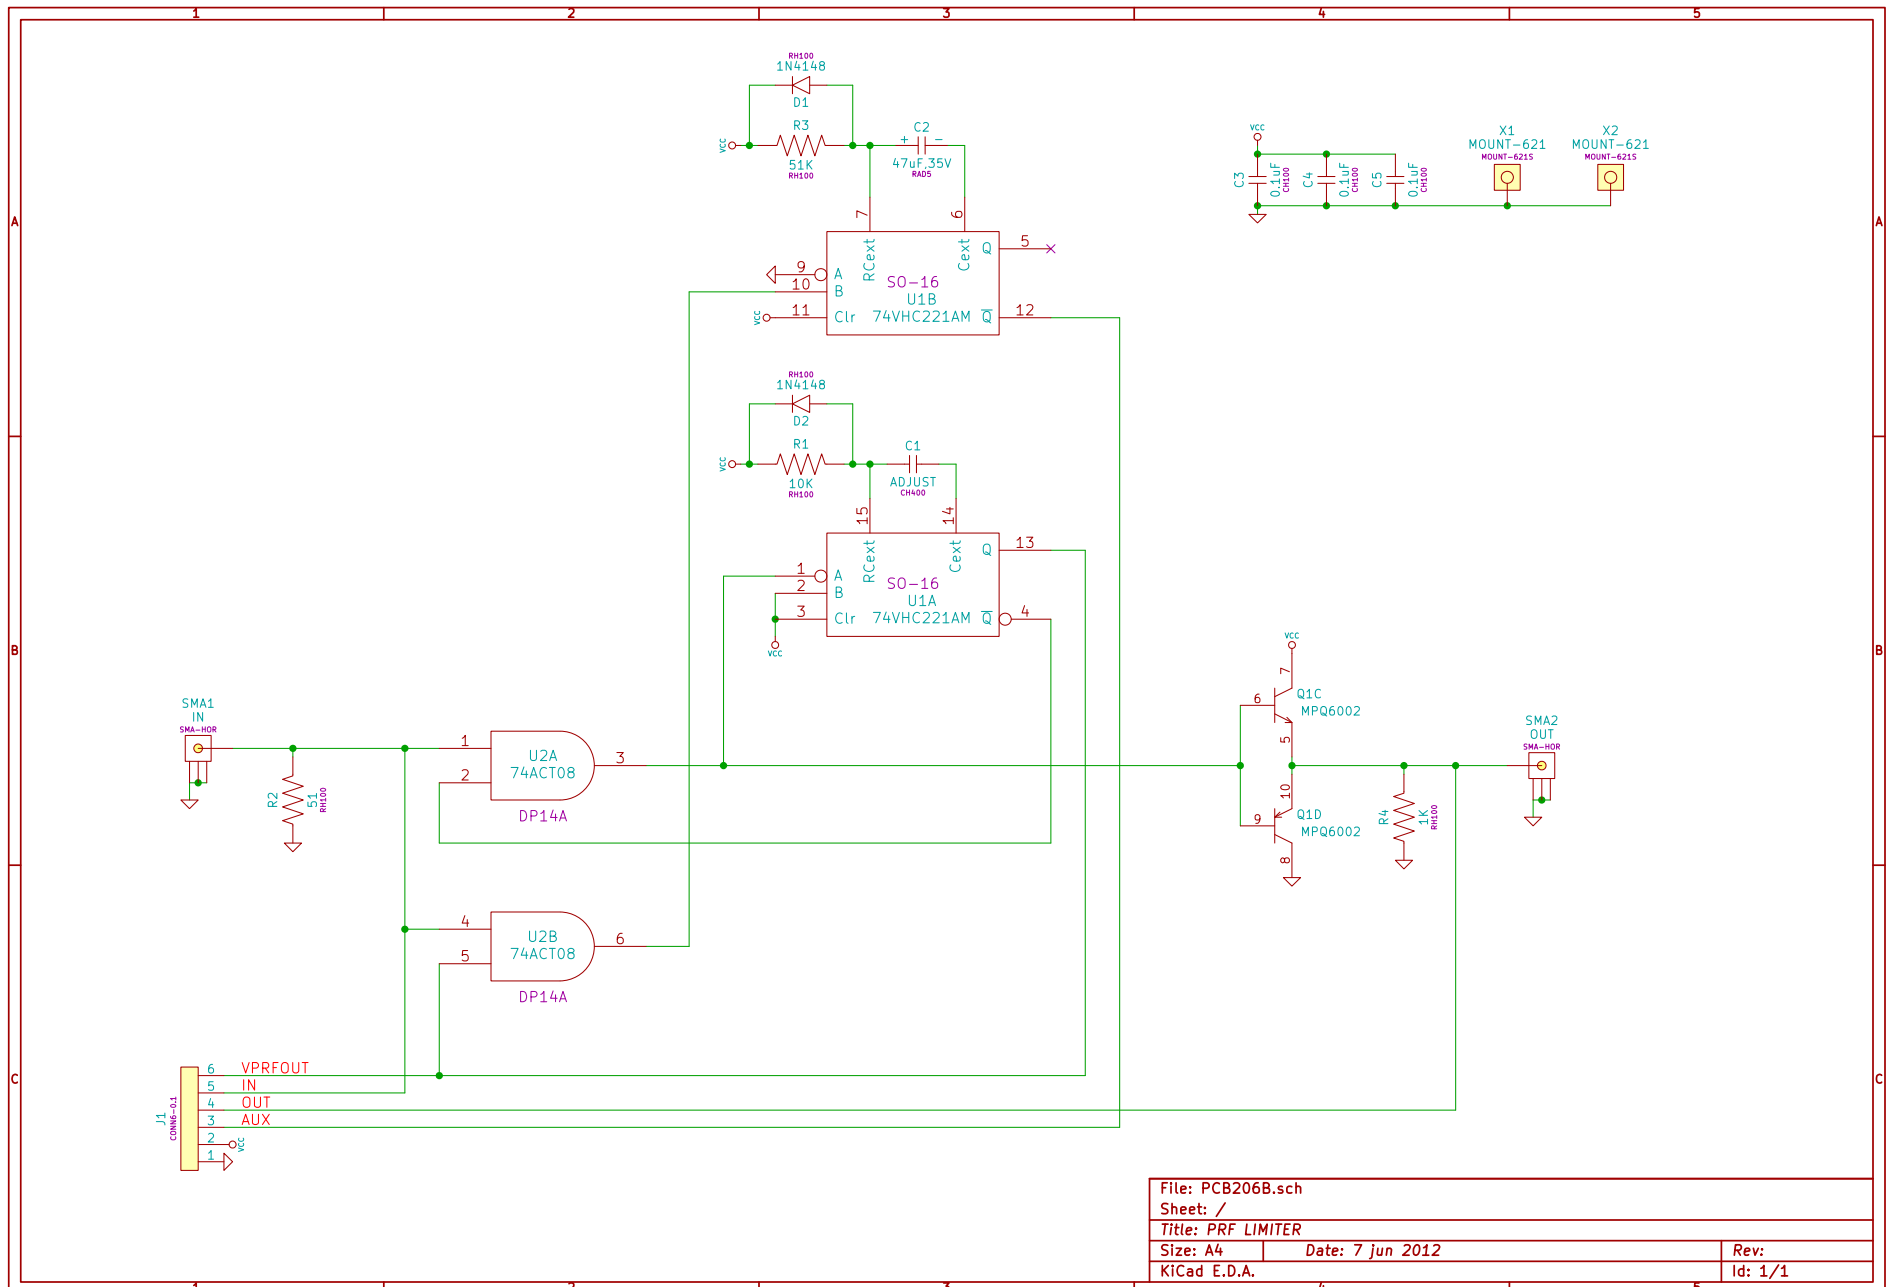 1 2 3 4 5
A
B
C
A
B
C
1 2 3 4 5
RH100
1N4148
D1
R3
51K
RH100
VCC
C2
+ −
47uF,35V
RAD5
7
6
RCext
Cext
9 A
10 B
11 Clr
VCC
SO-16
U1B
74VHC221AM
Q 5
Q 12
VCC
C3
0.1uF
CH100
C4
0.1uF
CH100
C5
0.1uF
CH100
X1
MOUNT-621
MOUNT-621S
X2
MOUNT-621
MOUNT-621S
RH100
1N4148
D2
R1
10K
RH100
VCC
C1
ADJUST
CH400
15
14
RCext
Cext
1 A
2 B
3 Clr
VCC
SO-16
U1A
74VHC221AM
Q 13
Q 4
SMA1
IN
SMA-HOR
R2
51
RH100
1
2
U2A
74ACT08
3
DP14A
4
5
U2B
74ACT08
6
DP14A
VCC
7
6
Q1C
MPQ6002
5
10
9
Q1D
MPQ6002
8
R4
1K
RH100
SMA2
OUT
SMA-HOR
J1
CONN6-0.1
6 VPRFOUT
5 IN
4 OUT
3 AUX
2 VCC
1
File: PCB206B.sch
Sheet: /
Title: PRF LIMITER
Size: A4 Date: 7 jun 2012 Rev:
KiCad E.D.A. Id: 1/1